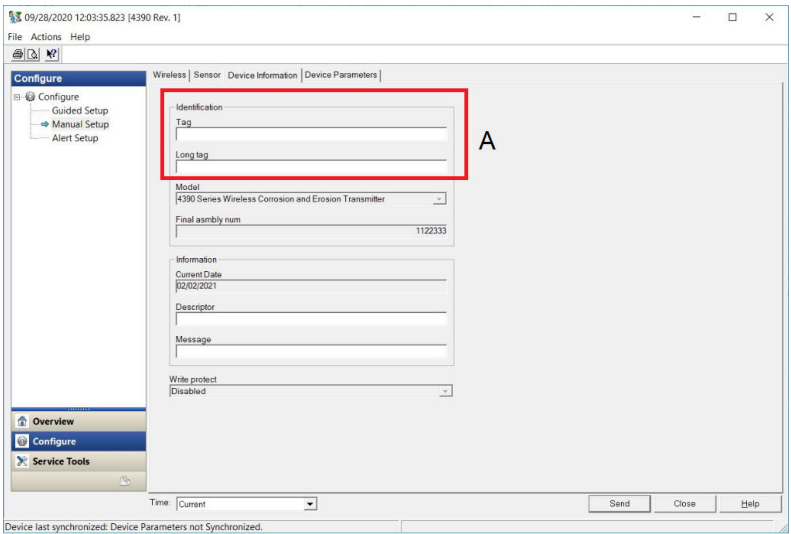 09/28/2020 12:03:35.823 [4390 Rev. 1]
File Actions Help
Configure
Configure
Guided Setup
Manual Setup
Alert Setup
Overview
Configure
Service Tools
Wireless Sensor Device Information Device Parameters
Identification
Tag
Long tag
A
Model
4390 Series Wireless Corrosion and Erosion Transmitter
Final asmbly num
1122333
Information
Current Date
02/02/2021
Descriptor
Message
Write protect
Disabled
Time: Current
Send Close Help
Device last synchronized: Device Parameters not Synchronized.